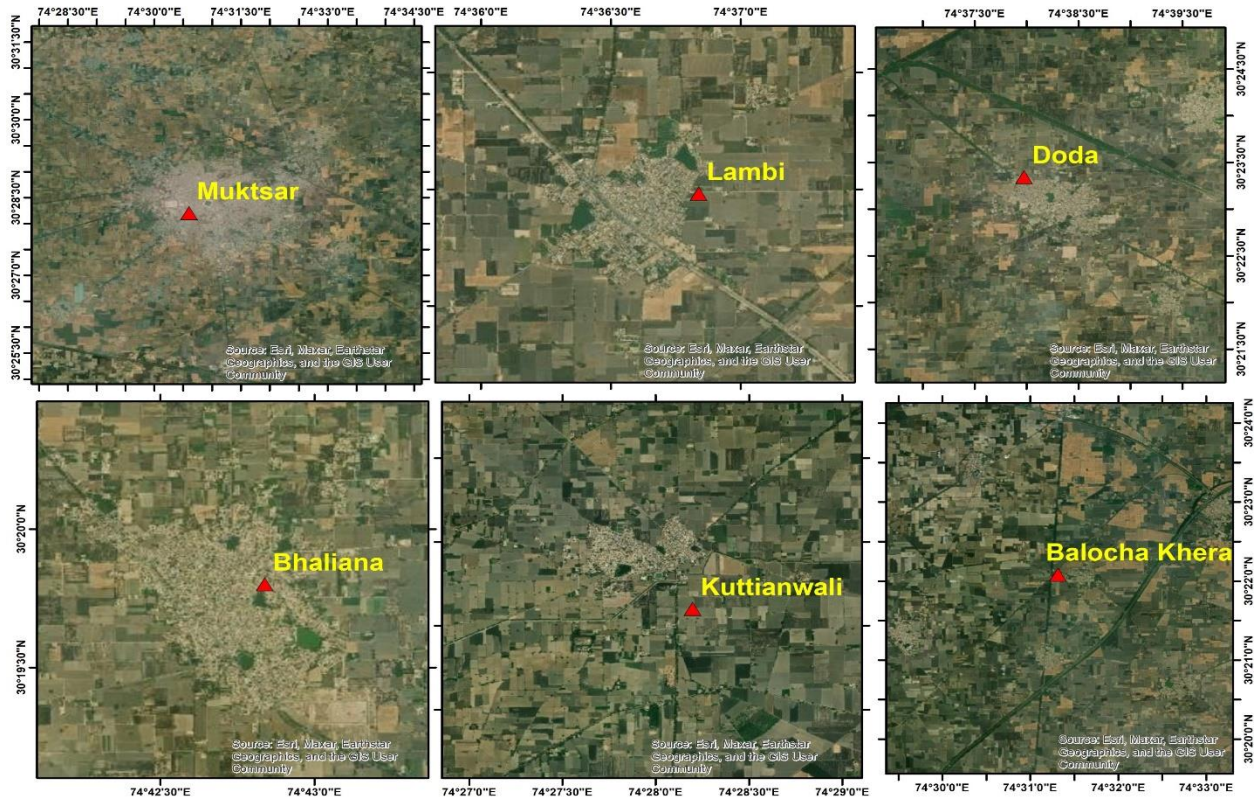 74°28'30"E 74°30'0"E 74°31'30"E 74°33'0"E 74°34'30"E
74°36'0"E 74°36'30"E 74°37'0"E
74°37'30"E 74°38'30"E 74°39'30"E
30°31'30"N
30°30'0"N
30°28'30"N
30°27'0"N
30°25'30"N
Muktsar
Source: Esri, Maxar, Earthstar
Geographics, and the GIS User
Community
Lambi
Source: Esri, Maxar, Earthstar
Geographics, and the GIS User
Community
Doda
Source: Esri, Maxar, Earthstar
Geographics, and the GIS User
Community
30°24'30"N
30°23'30"N
30°22'30"N
30°21'30"N
30°20'0"N
30°19'30"N
Bhaliana
Source: Esri, Maxar, Earthstar
Geographics, and the GIS User
Community
Kuttianwali
Source: Esri, Maxar, Earthstar
Geographics, and the GIS User
Community
Balocha Khera
Source: Esri, Maxar, Earthstar
Geographics, and the GIS User
Community
30°24'0"N
30°23'0"N
30°22'0"N
30°21'0"N
30°20'0"N
74°42'30"E 74°43'0"E
74°27'0"E 74°27'30"E 74°28'0"E 74°28'30"E 74°29'0"E
74°30'0"E 74°31'0"E 74°32'0"E 74°33'0"E